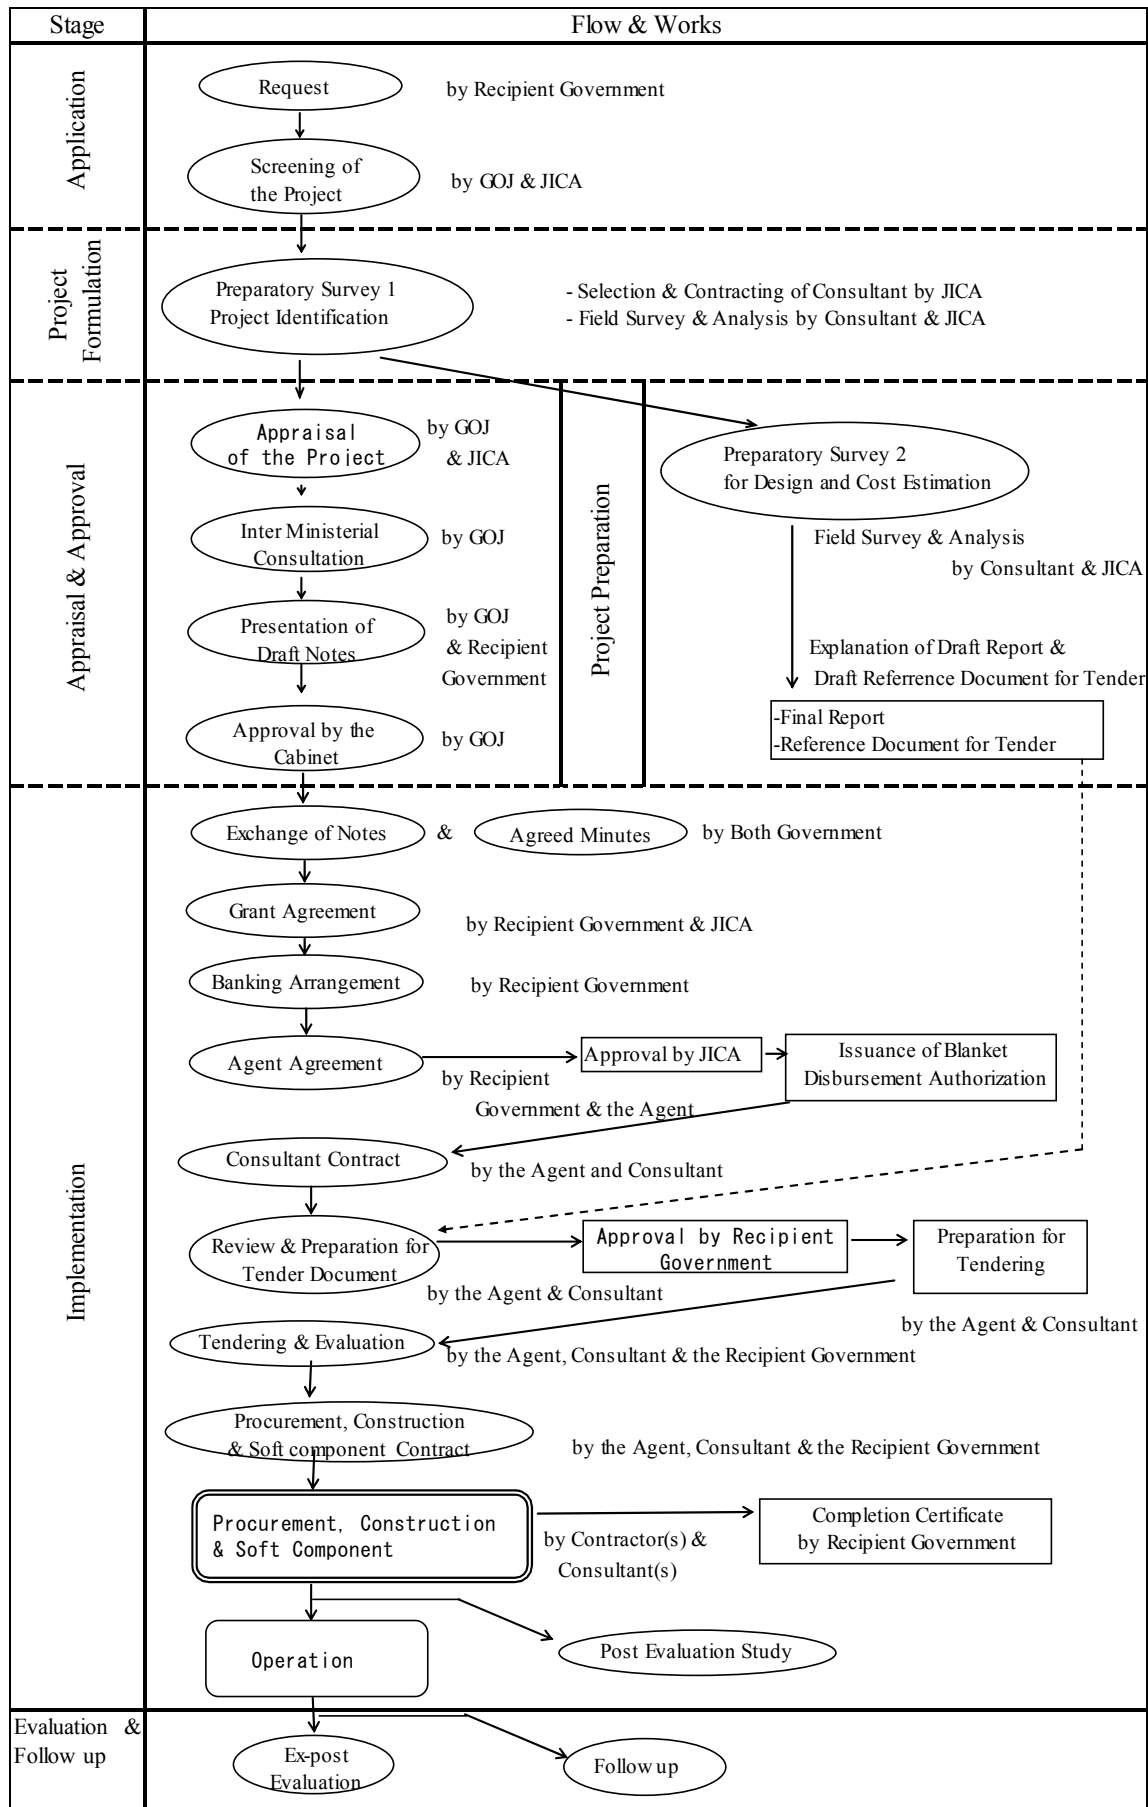 Stage
Flow & Works
Application
Request
by Recipient Government
Screening of
the Project
by GOJ & JICA
Project
Formulation
Preparatory Survey 1
Project Identification
- Selection & Contracting of Consultant by JICA
- Field Survey & Analysis by Consultant & JICA
Appraisal & Approval
Appraisal
of the Project
by GOJ
& JICA
Inter Ministerial
Consultation
by GOJ
Presentation of
Draft Notes
by GOJ
& Recipient
Government
Approval by the
Cabinet
by GOJ
Project Preparation
Preparatory Survey 2
for Design and Cost Estimation
Field Survey & Analysis
by Consultant & JICA
Explanation of Draft Report &
Draft Referrence Document for Tender
-Final Report
-Reference Document for Tender
Implementation
Exchange of Notes
&
Agreed Minutes
by Both Government
Grant Agreement
by Recipient Government & JICA
Banking Arrangement
by Recipient Government
Agent Agreement
by Recipient
Government & the Agent
Approval by JICA
Issuance of Blanket
Disbursement Authorization
Consultant Contract
by the Agent and Consultant
Review & Preparation for
Tender Document
by the Agent & Consultant
Approval by Recipient
Government
Preparation for
Tendering
by the Agent & Consultant
Tendering & Evaluation
by the Agent, Consultant & the Recipient Government
Procurement, Construction
& Soft component Contract
by the Agent, Consultant & the Recipient Government
Procurement, Construction
& Soft Component
by Contractor(s) &
Consultant(s)
Completion Certificate
by Recipient Government
Operation
Post Evaluation Study
Evaluation &
Follow up
Ex-post
Evaluation
Follow up